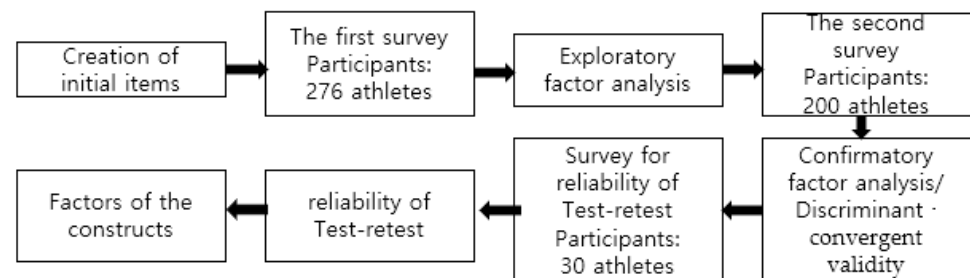 Creation of
initial items
The first survey
Participants:
276 athletes
Exploratory
factor analysis
The second
survey
Participants:
200 athletes
Confirmatory
factor analysis/
Discriminant ·
convergent
validity
Survey for
reliability of
Test-retest
Participants:
30 athletes
reliability of
Test-retest
Factors of the
constructs